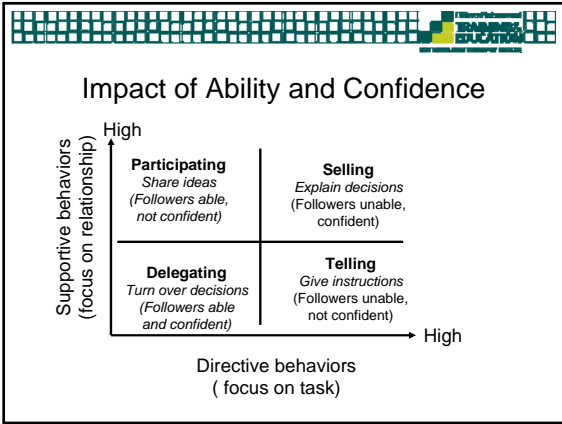 TRAINING,
EDUCATION
Impact of Ability and Confidence
High
Participating
Share ideas
(Followers able,
not confident)
Selling
Explain decisions
(Followers unable,
confident)
Delegating
Turn over decisions
(Followers able
and confident)
Telling
Give instructions
(Followers unable,
not confident)
Supportive behaviors
(focus on relationship)
High
Directive behaviors
( focus on task)